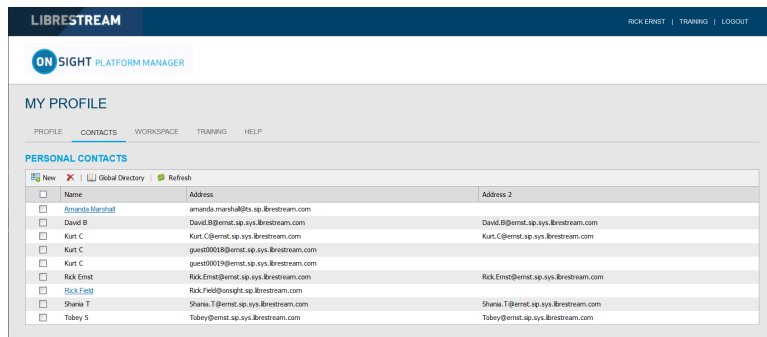 LIBRESTREAM
RICK ERNST | TRAINING | LOGOUT
ON SIGHT PLATFORM MANAGER
MY PROFILE
PROFILE CONTACTS WORKSPACE TRAINING HELP
PERSONAL CONTACTS
New | Global Directory | Refresh
Name Address Address 2
Amanda Marshall amanda.marshall@ts.sip.librestream.com
David B David.B@ernst.sip.sys.librestream.com David.B@ernst.sip.sys.librestream.com
Kurt C Kurt.C@ernst.sip.sys.librestream.com Kurt.C@ernst.sip.sys.librestream.com
Kurt C guest00018@ernst.sip.sys.librestream.com
Kurt C guest00019@ernst.sip.sys.librestream.com
Rick Ernst Rick.Ernst@ernst.sip.sys.librestream.com Rick.Ernst@ernst.sip.sys.librestream.com
Rick.Field Rick.Field@onsight.sip.librestream.com
Shania T Shania.T@ernst.sip.sys.librestream.com Shania.T@ernst.sip.sys.librestream.com
Tobey S Tobey@ernst.sip.sys.librestream.com Tobey@ernst.sip.sys.librestream.com